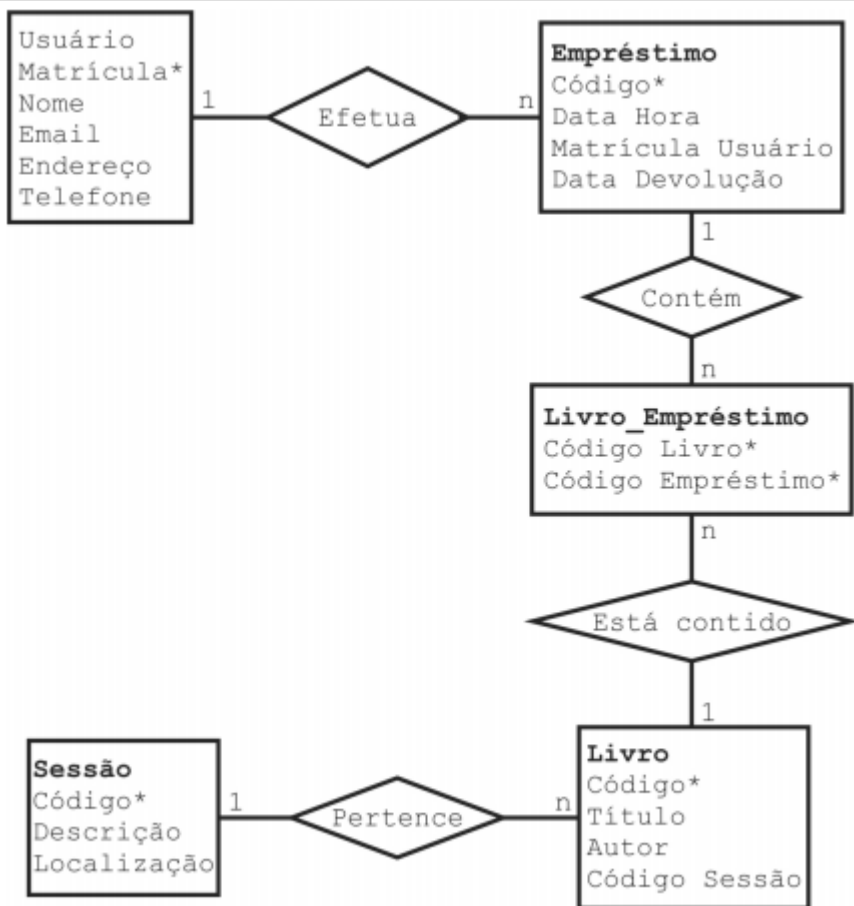 Usuário
Matrícula*
Nome
Email
Endereço
Telefone
1
Efetua
n
Empréstimo
Código*
Data Hora
Matrícula Usuário
Data Devolução
1
Contém
n
Livro_Empréstimo
Código Livro*
Código Empréstimo*
n
Está contido
1
Sessão
Código*
Descrição
Localização
1
Pertence
n
Livro
Código*
Título
Autor
Código Sessão